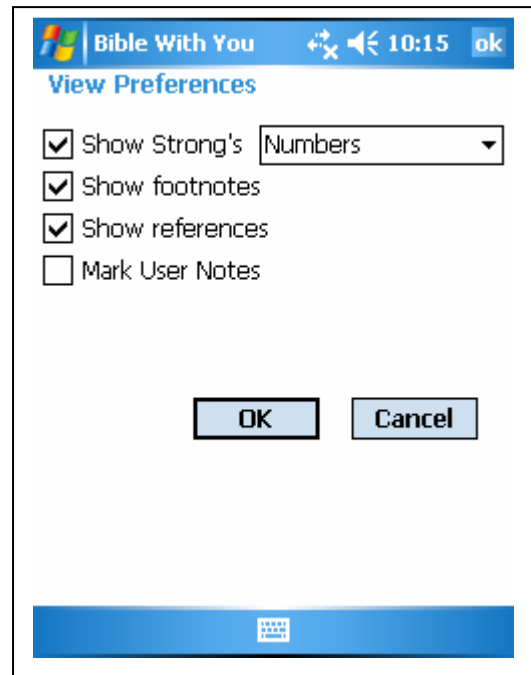 Bible With You 10:15 ok
View Preferences
Show Strong's Numbers
Show footnotes
Show references
Mark User Notes
OK Cancel